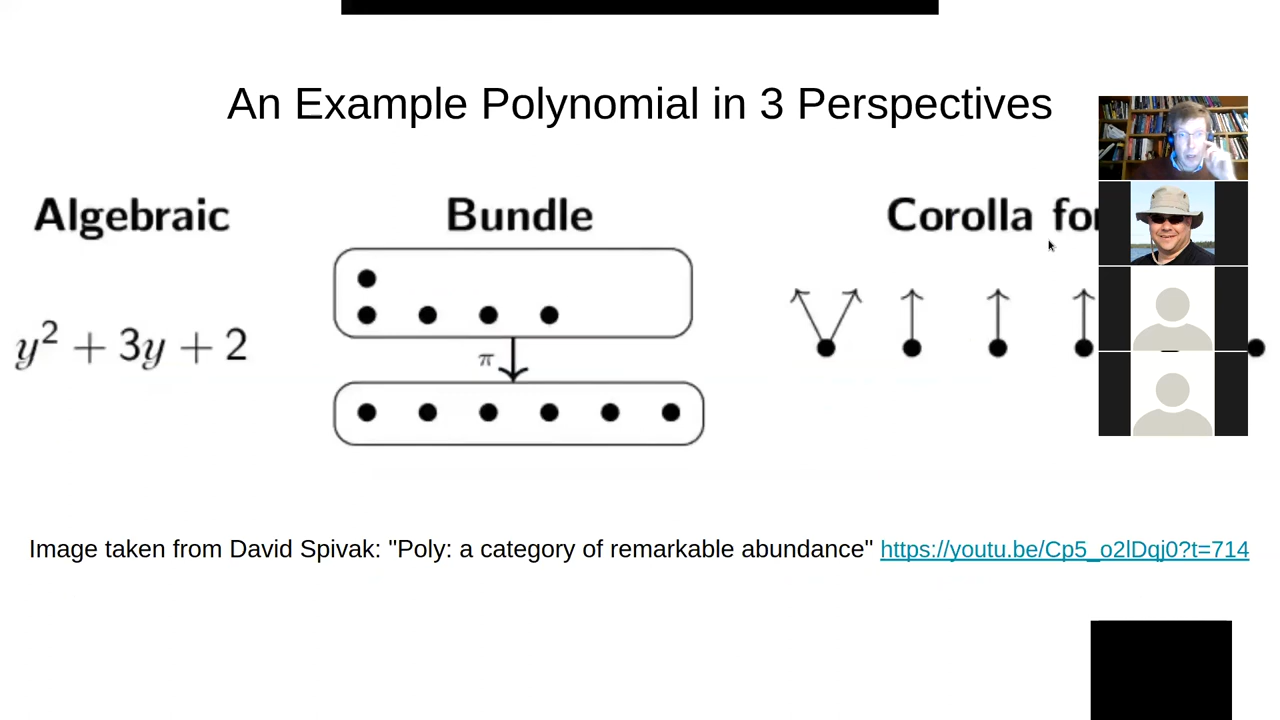 An Example Polynomial in 3 Perspectives
Algebraic
Bundle
Corolla for
y² + 3y + 2
π
Image taken from David Spivak: "Poly: a category of remarkable abundance" https://youtu.be/Cp5_o2lDqj0?t=714